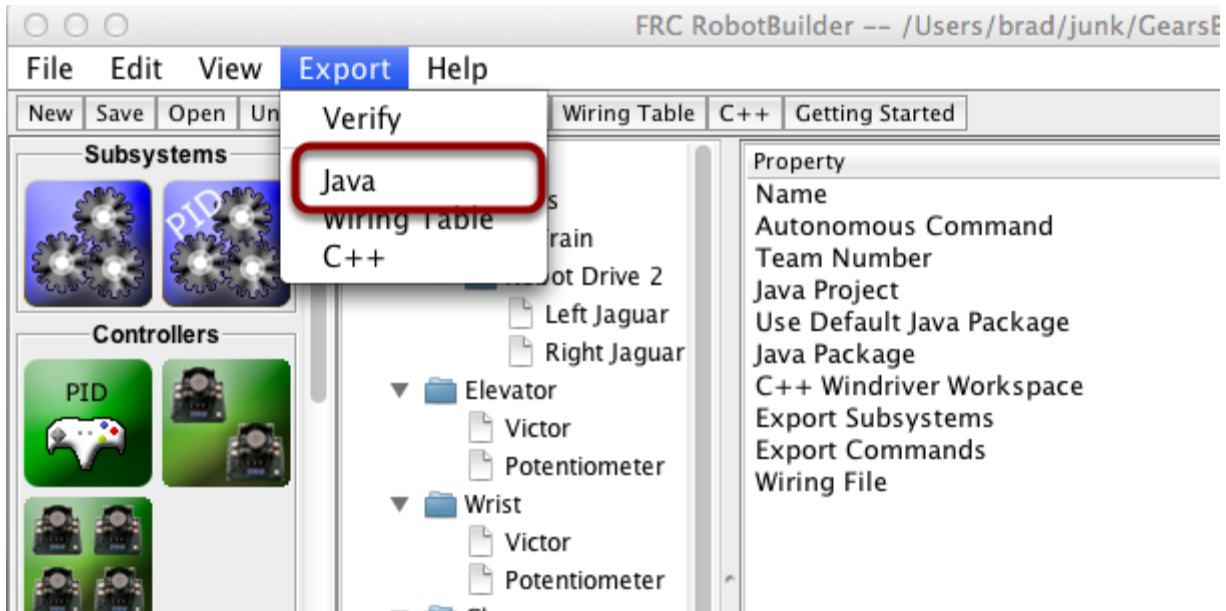 FRC RobotBuilder -- /Users/brad/junk/GearsB
File Edit View Export Help
New Save Open Un Wiring Table C++ Getting Started
Verify
Java
Wiring Table
C++
Subsystems
PID
Controllers
PID
s
rain
Robot Drive 2
Left Jaguar
Right Jaguar
Elevator
Victor
Potentiometer
Wrist
Victor
Potentiometer
Property
Name
Autonomous Command
Team Number
Java Project
Use Default Java Package
Java Package
C++ Windriver Workspace
Export Subsystems
Export Commands
Wiring File